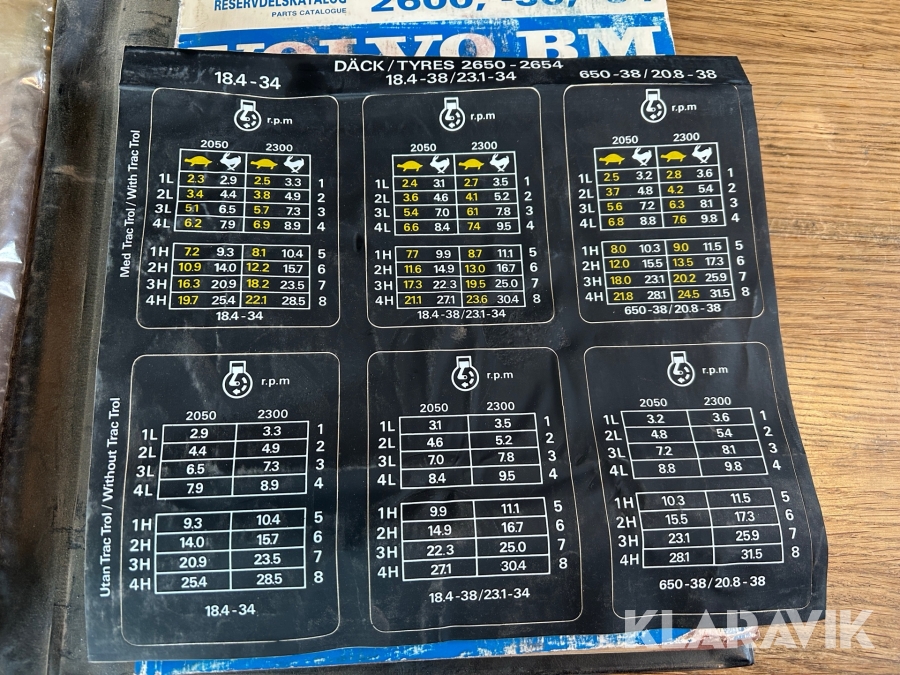 RESERVDELSKATALOG
PARTS CATALOGUE
VOLVO BM
DÄCK / TYRES 2650 - 2654
18.4 - 34
18.4 - 38 / 23.1 - 34
650 - 38 / 20.8 - 38
Med Trac Trol / With Trac Trol
r.p.m
2050 2300
1L 2.3 2.9 2.5 3.3 1
2L 3.4 4.4 3.8 4.9 2
3L 5.1 6.5 5.7 7.3 3
4L 6.2 7.9 6.9 8.9 4
1H 7.2 9.3 8.1 10.4 5
2H 10.9 14.0 12.2 15.7 6
3H 16.3 20.9 18.2 23.5 7
4H 19.7 25.4 22.1 28.5 8
18.4 - 34
r.p.m
2050 2300
1L 2.4 3.1 2.7 3.5 1
2L 3.6 4.6 4.1 5.2 2
3L 5.4 7.0 6.1 7.8 3
4L 6.6 8.4 7.4 9.5 4
1H 7.7 9.9 8.7 11.1 5
2H 11.6 14.9 13.0 16.7 6
3H 17.3 22.3 19.5 25.0 7
4H 21.1 27.1 23.6 30.4 8
18.4 - 38 / 23.1 - 34
r.p.m
2050 2300
1L 2.5 3.2 2.8 3.6 1
2L 3.7 4.8 4.2 5.4 2
3L 5.6 7.2 6.3 8.1 3
4L 6.8 8.8 7.6 9.8 4
1H 8.0 10.3 9.0 11.5 5
2H 12.0 15.5 13.5 17.3 6
3H 18.0 23.1 20.2 25.9 7
4H 21.8 28.1 24.5 31.5 8
650 - 38 / 20.8 - 38
Utan Trac Trol / Without Trac Trol
r.p.m
2050 2300
1L 2.9 3.3 1
2L 4.4 4.9 2
3L 6.5 7.3 3
4L 7.9 8.9 4
1H 9.3 10.4 5
2H 14.0 15.7 6
3H 20.9 23.5 7
4H 25.4 28.5 8
18.4 - 34
r.p.m
2050 2300
1L 3.1 3.5 1
2L 4.6 5.2 2
3L 7.0 7.8 3
4L 8.4 9.5 4
1H 9.9 11.1 5
2H 14.9 16.7 6
3H 22.3 25.0 7
4H 27.1 30.4 8
18.4 - 38 / 23.1 - 34
r.p.m
2050 2300
1L 3.2 3.6 1
2L 4.8 5.4 2
3L 7.2 8.1 3
4L 8.8 9.8 4
1H 10.3 11.5 5
2H 15.5 17.3 6
3H 23.1 25.9 7
4H 28.1 31.5 8
650 - 38 / 20.8 - 38
KLARAVIK